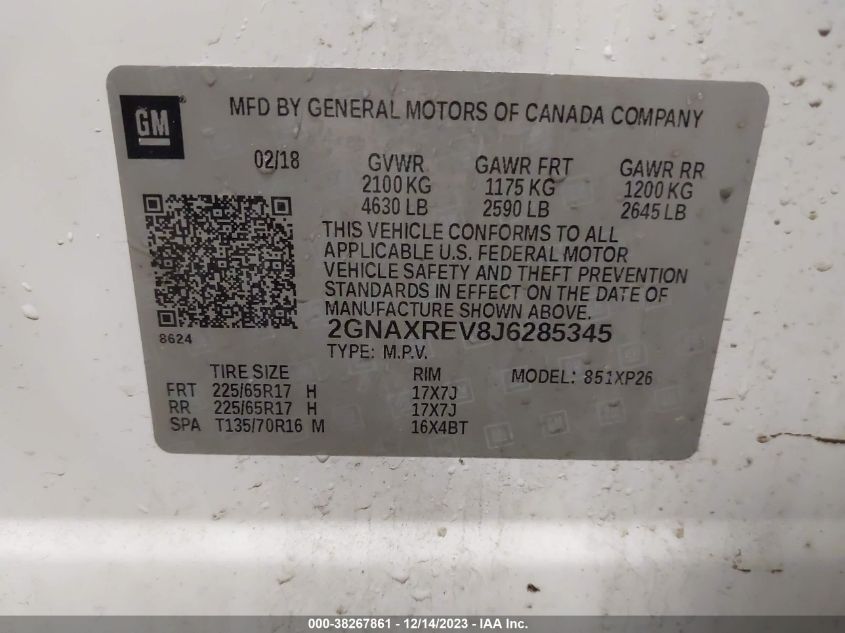 GM ®
MFD BY GENERAL MOTORS OF CANADA COMPANY
02/18 GVWR GAWR FRT GAWR RR
2100 KG 1175 KG 1200 KG
4630 LB 2590 LB 2645 LB
THIS VEHICLE CONFORMS TO ALL
APPLICABLE U.S. FEDERAL MOTOR
VEHICLE SAFETY AND THEFT PREVENTION
STANDARDS IN EFFECT ON THE DATE OF
MANUFACTURE SHOWN ABOVE.
8624 2GNAXREV8J6285345
TYPE: M.P.V.
TIRE SIZE RIM MODEL: 851XP26
FRT 225/65R17 H 17X7J
RR 225/65R17 H 17X7J
SPA T135/70R16 M 16X4BT
000-38267861 - 12/14/2023 - IAA Inc.